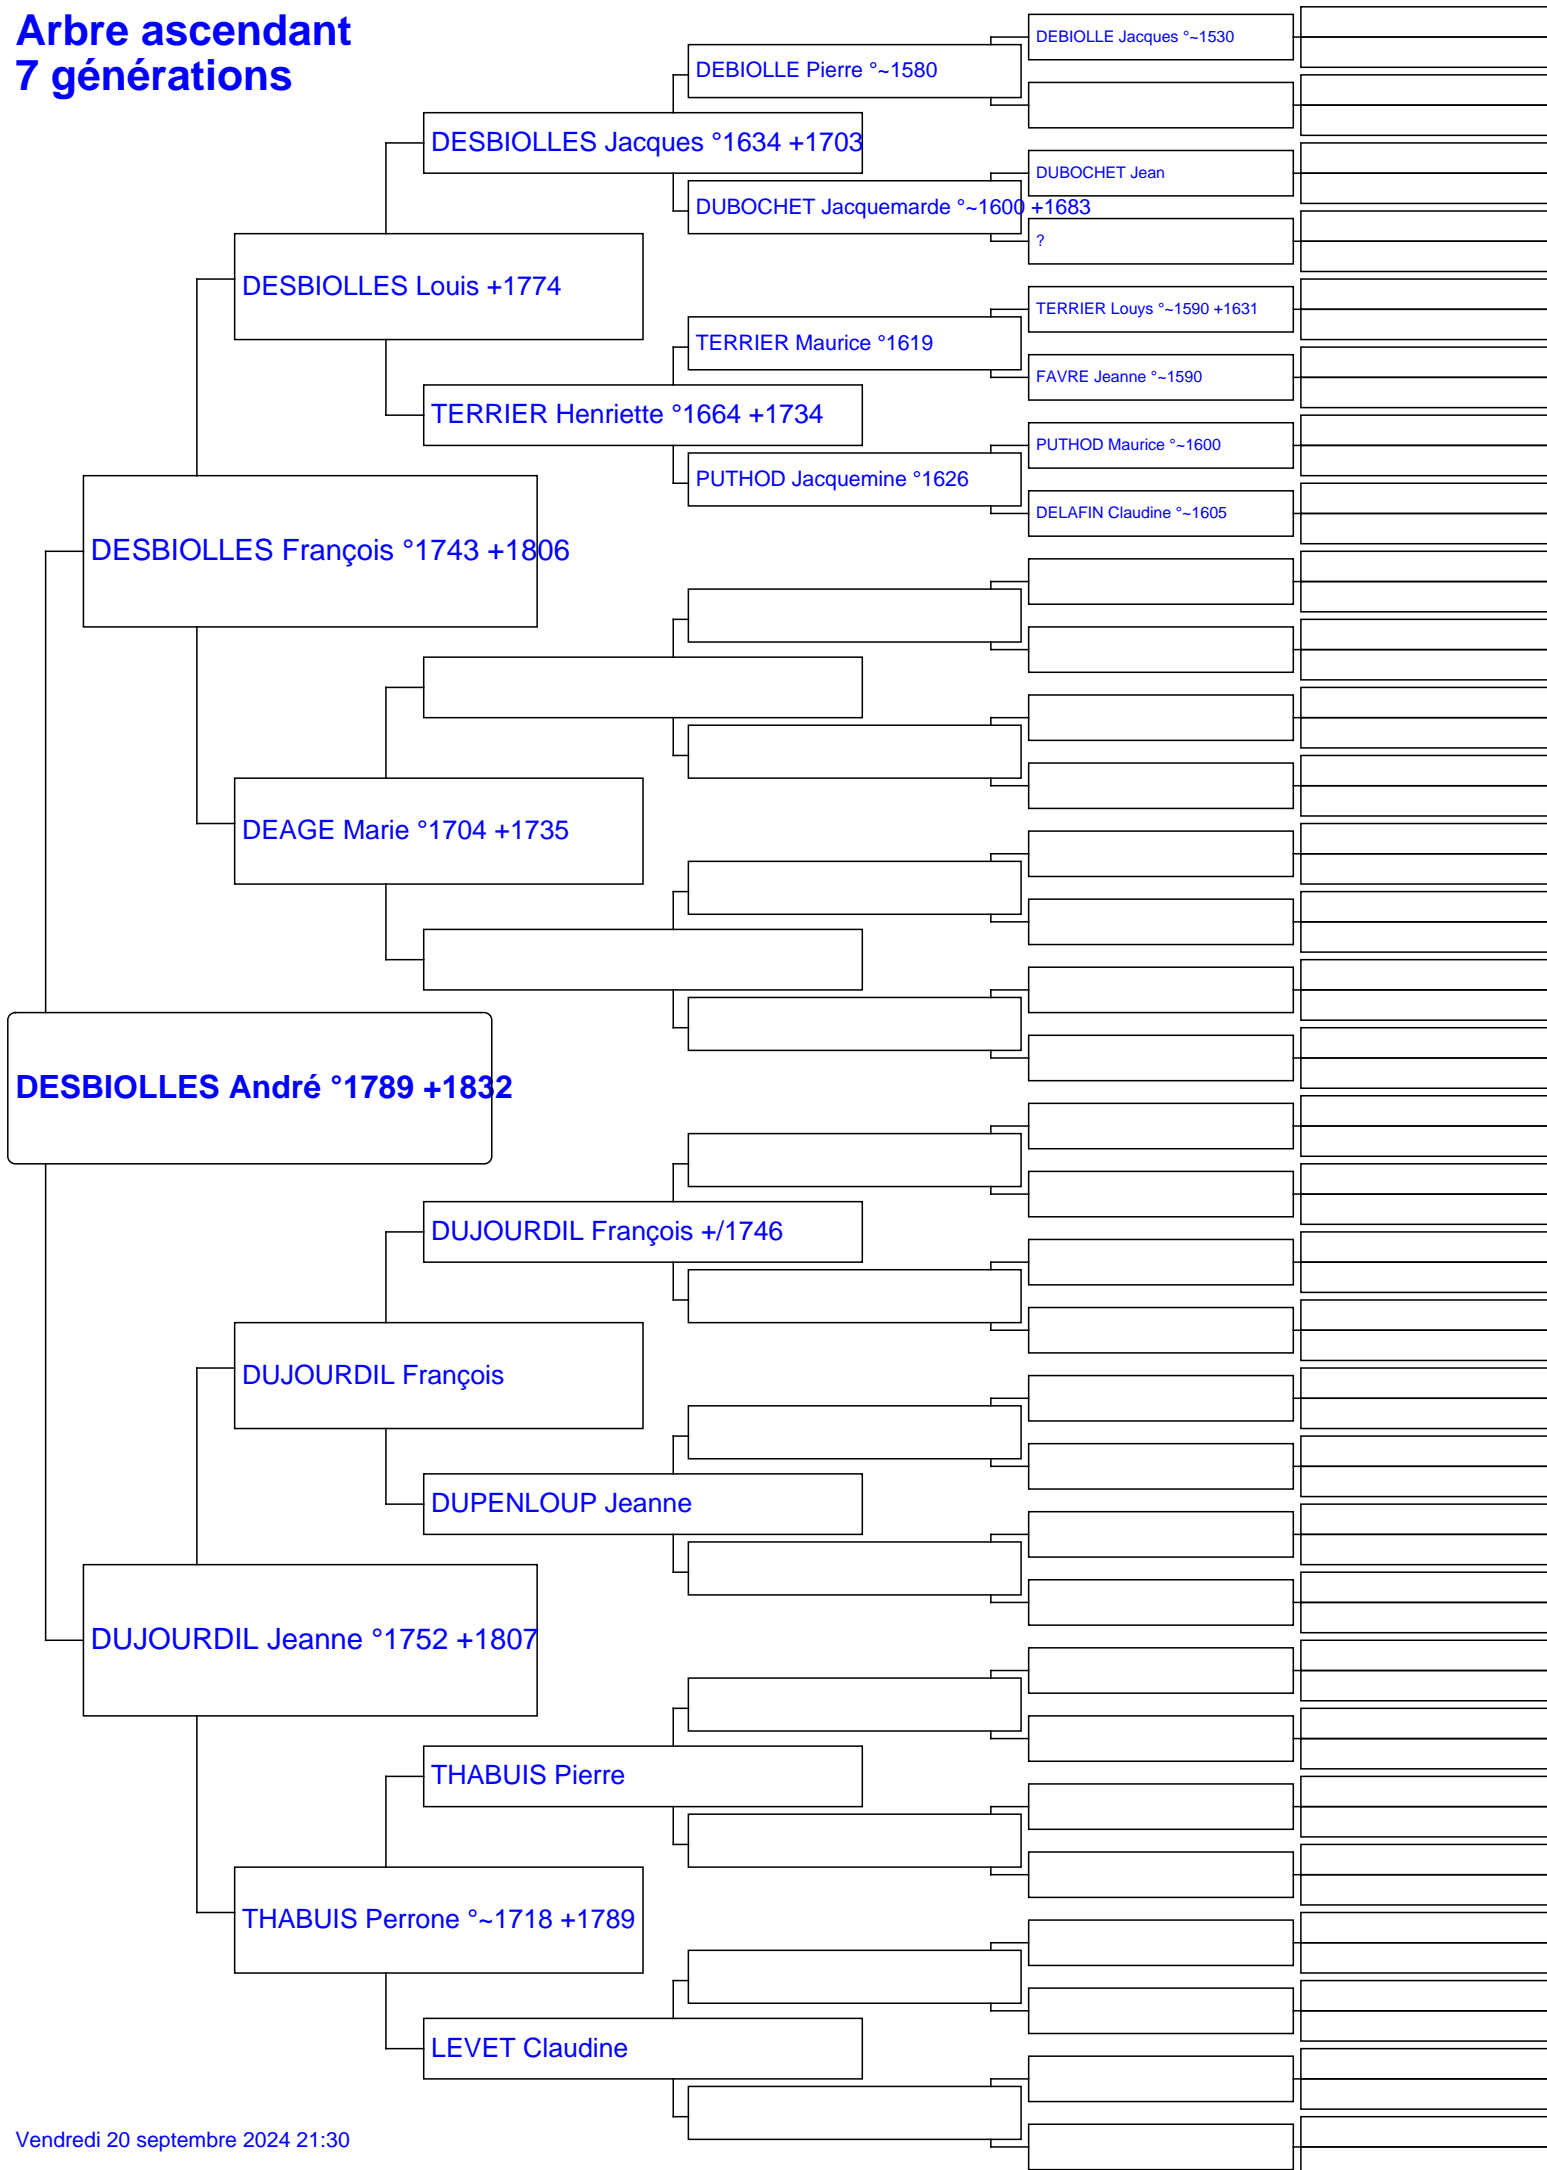 Arbre ascendant
7 générations
DEBIOLLE Jacques °~1530
DEBIOLLE Pierre °~1580
DESBIOLLES Jacques °1634 +1703
DUBOCHET Jean
DUBOCHET Jacquemarde °~1600 +1683
?
DESBIOLLES Louis +1774
TERRIER Louys °~1590 +1631
TERRIER Maurice °1619
FAVRE Jeanne °~1590
TERRIER Henriette °1664 +1734
PUTHOD Maurice °~1600
PUTHOD Jacquemine °1626
DELAFIN Claudine °~1605
DESBIOLLES François °1743 +1806
DEAGE Marie °1704 +1735
DESBIOLLES André °1789 +1832
DUJOURDIL François +/1746
DUJOURDIL François
DUPENLOUP Jeanne
DUJOURDIL Jeanne °1752 +1807
THABUIS Pierre
THABUIS Perrone °~1718 +1789
LEVET Claudine
Vendredi 20 septembre 2024 21:30